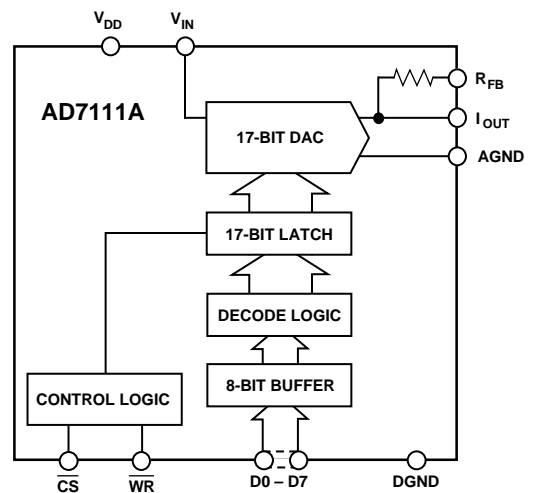 VDD VIN
RFB
AD7111A
17-BIT DAC
IOUT
AGND
17-BIT LATCH
DECODE LOGIC
8-BIT BUFFER
CONTROL LOGIC
CS WR D0 – D7 DGND